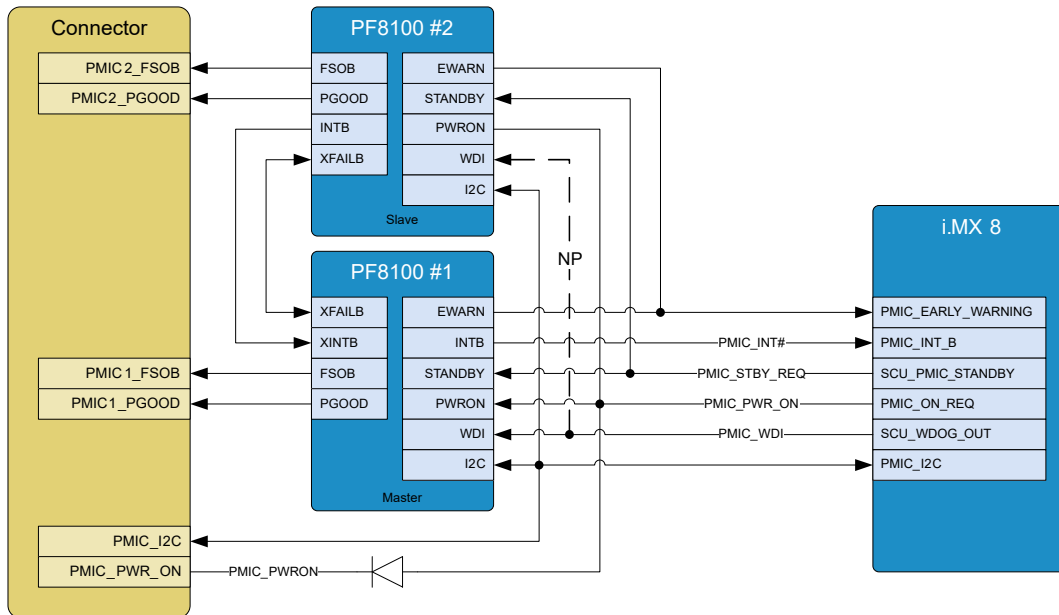 Connector
PMIC2_FSOB
PMIC2_PGOOD
PMIC1_FSOB
PMIC1_PGOOD
PMIC_I2C
PMIC_PWR_ON
PF8100 #2
FSOB
PGOOD
INTB
XFAILB
EWARN
STANDBY
PWRON
WDI
I2C
Slave
PF8100 #1
XFAILB
XINTB
FSOB
PGOOD
EWARN
INTB
STANDBY
PWRON
WDI
I2C
Master
NP
PMIC_INT#
PMIC_STBY_REQ
PMIC_PWR_ON
PMIC_WDI
PMIC_PWRON
i.MX 8
PMIC_EARLY_WARNING
PMIC_INT_B
SCU_PMIC_STANDBY
PMIC_ON_REQ
SCU_WDOG_OUT
PMIC_I2C